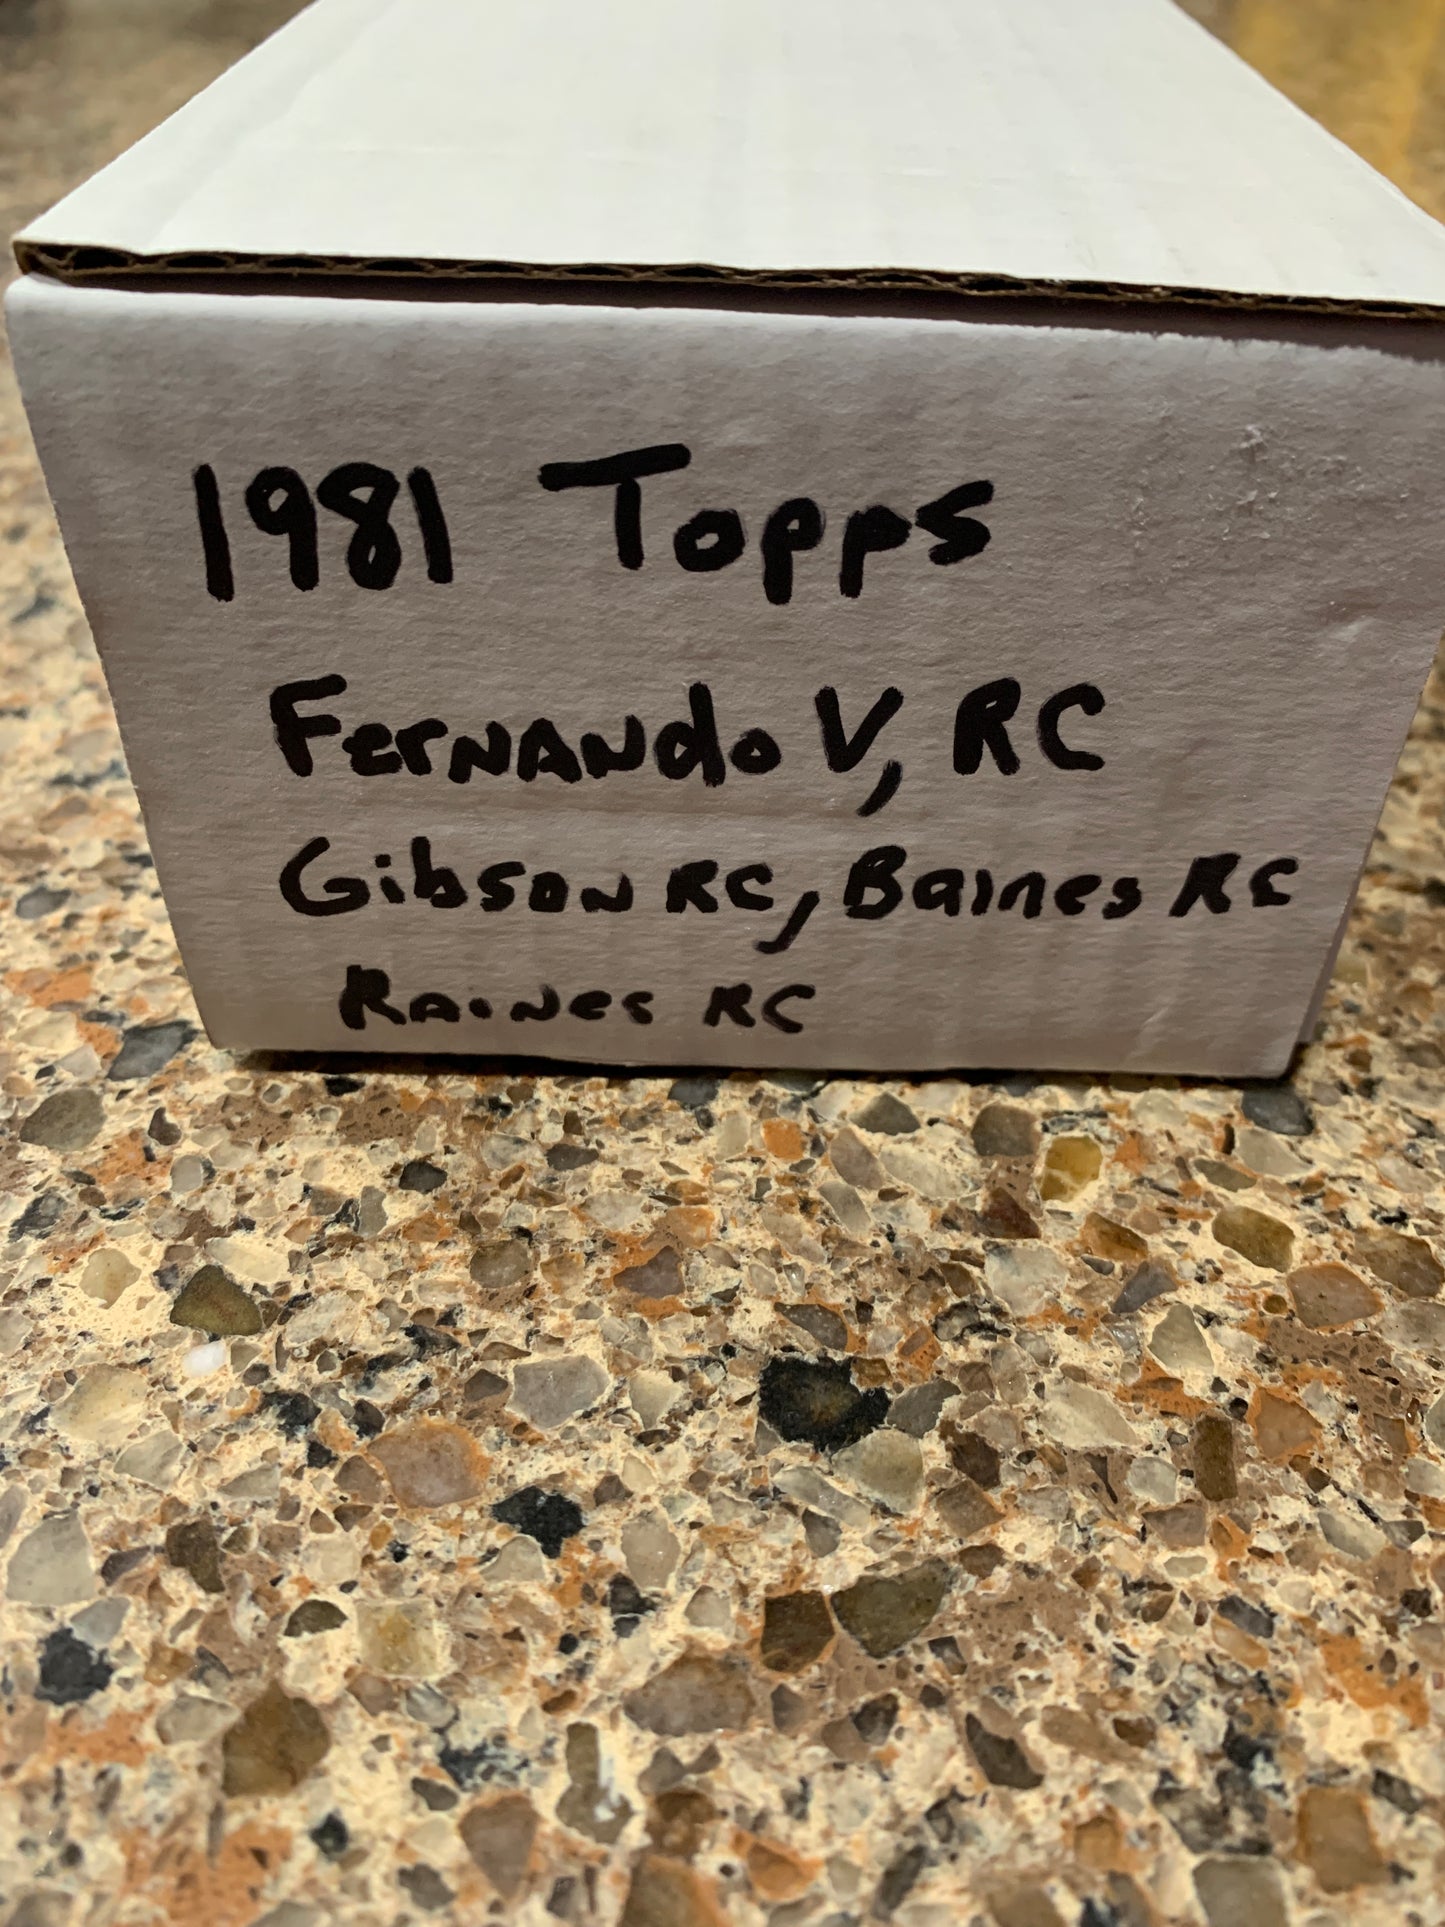 1981 Topps
Fernando V, RC
Gibson RC, Baines RC
Raines RC